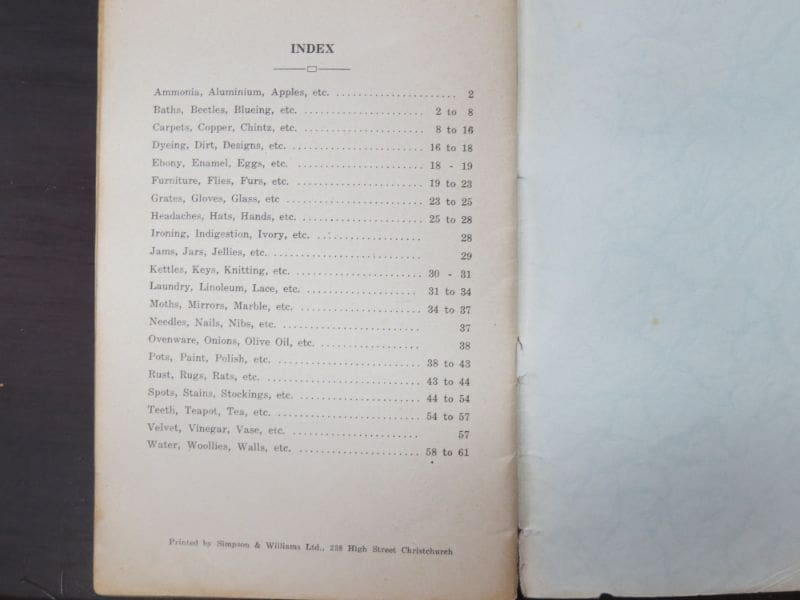 INDEX
Ammonia, Aluminium, Apples, etc. ..................... 2
Baths, Beetles, Blueing, etc. ...................... 2 to 8
Carpets, Copper, Chintz, etc. ...................... 8 to 16
Dyeing, Dirt, Designs, etc. ........................ 16 to 18
Ebony, Enamel, Eggs, etc. ....................... 18 - 19
Furniture, Flies, Furs, etc. ....................... 19 to 23
Grates, Gloves, Glass, etc ......................... 23 to 25
Headaches, Hats, Hands, etc. ...................... 25 to 28
Ironing, Indigestion, Ivory, etc. ................... 28
Jams, Jars, Jellies, etc. ........................... 29
Kettles, Keys, Knitting, etc. ....................... 30 - 31
Laundry, Linoleum, Lace, etc. ..................... 31 to 34
Moths, Mirrors, Marble, etc. ...................... 34 to 37
Needles, Nails, Nibs, etc. ......................... 37
Ovenware, Onions, Olive Oil, etc. .................. 38
Pots, Paint, Polish, etc. .......................... 38 to 43
Rust, Rugs, Rats, etc. ............................ 43 to 44
Spots, Stains, Stockings, etc. ...................... 44 to 54
Teeth, Teapot, Tea, etc. .......................... 54 to 57
Velvet, Vinegar, Vase, etc. ....................... 57
Water, Woollies, Walls, etc. ...................... 58 to 61
Printed by Simpson & Williams Ltd., 238 High Street Christchurch